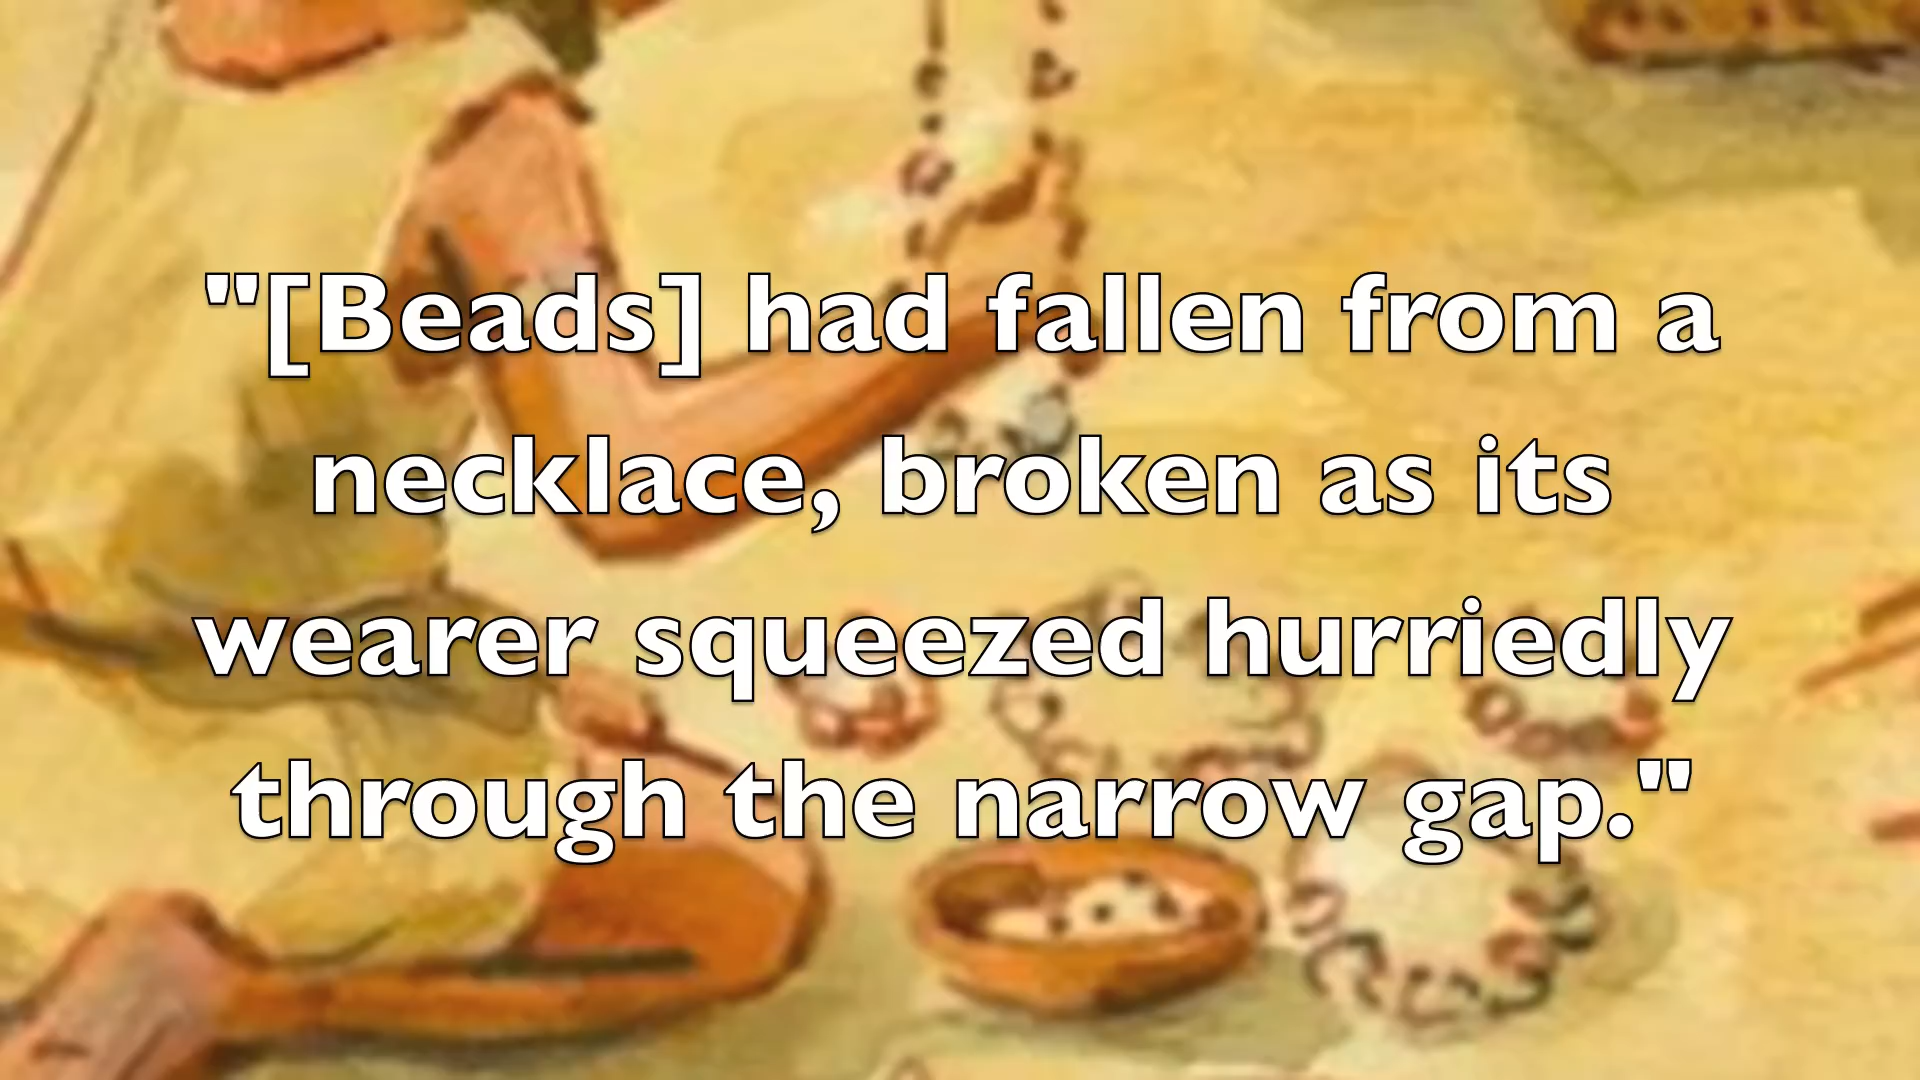 "[Beads] had fallen from a
necklace, broken as its
wearer squeezed hurriedly
through the narrow gap."